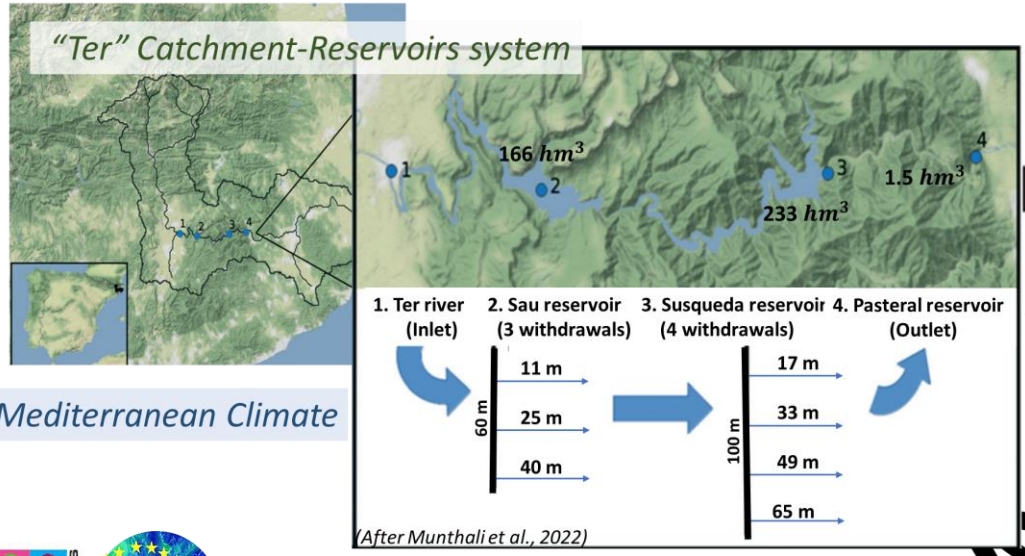 “Ter” Catchment-Reservoirs system
1
2
3
4
166 hm³
1
2
3
4
233 hm³
1.5 hm³
1. Ter river
(Inlet)
2. Sau reservoir
(3 withdrawals)
3. Susqueda reservoir
(4 withdrawals)
4. Pasteral reservoir
(Outlet)
60 m
11 m
25 m
40 m
100 m
17 m
33 m
49 m
65 m
Mediterranean Climate
(After Munthali et al., 2022)